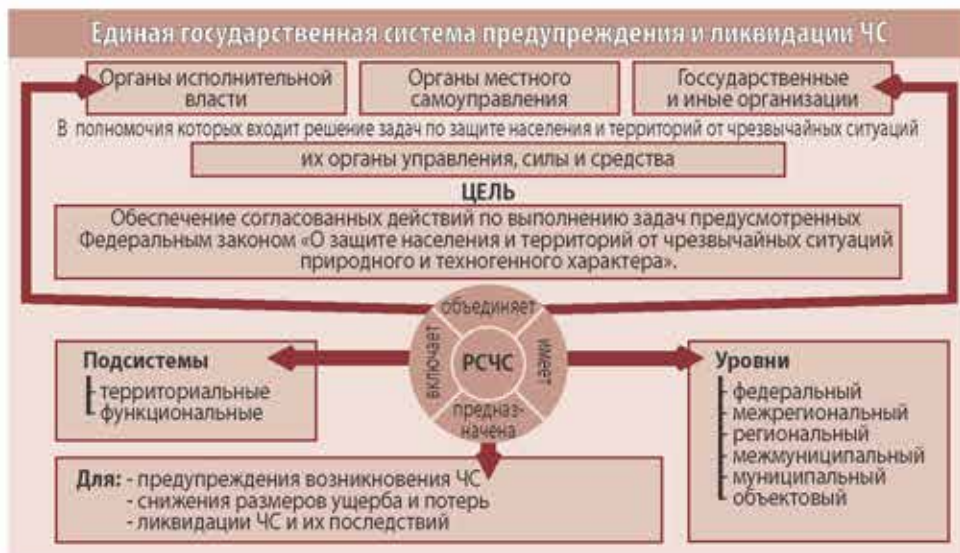 Единая государственная система предупреждения и ликвидации ЧС
Органы исполнительной
власти
Органы местного
самоуправления
Госсударственные
и иные организации
В полномочия которых входит решение задач по защите населения и территорий от чрезвычайных ситуаций
их органы управления, силы и средства
ЦЕЛЬ
Обеспечение согласованных действий по выполнению задач предусмотренных
Федеральным законом «О защите населения и территорий от чрезвычайных ситуаций
природного и техногенного характера».
объединяет
включает
РСЧС
имеет
предназ-
начена
Подсистемы
территориальные
функциональные
Уровни
федеральный
межрегиональный
региональный
межмуниципальный
муниципальный
объектовый
Для: - предупреждения возникновения ЧС
- снижения размеров ущерба и потерь
- ликвидации ЧС и их последствий